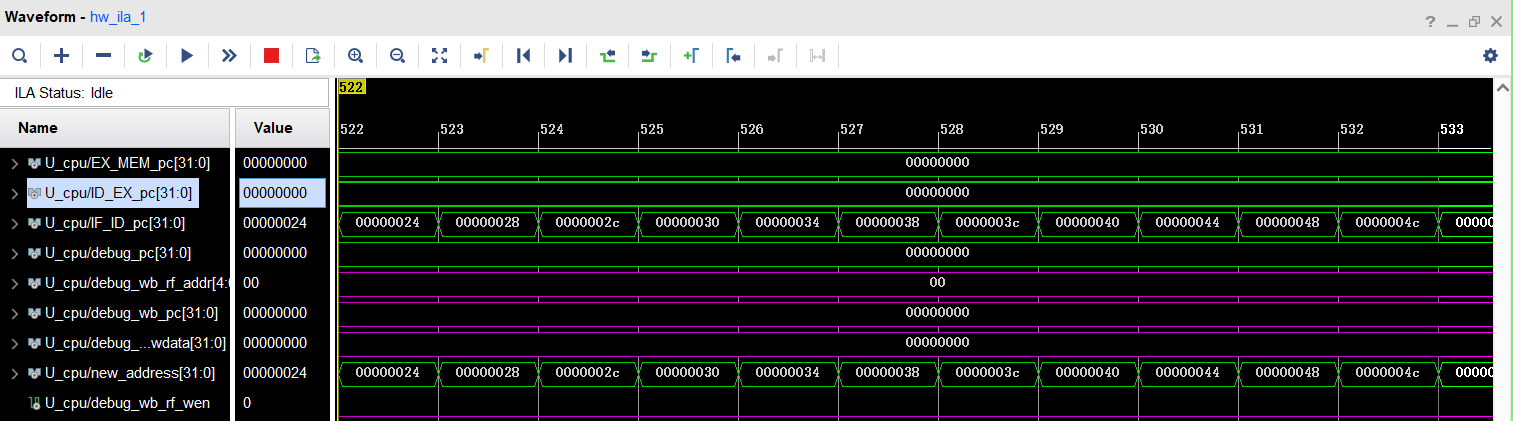 Waveform - hw_ila_1
ILA Status: Idle
522
Name Value 522 523 524 525 526 527 528 529 530 531 532 533
U_cpu/EX_MEM_pc[31:0] 00000000 00000000
U_cpu/ID_EX_pc[31:0] 00000000 00000000
U_cpu/IF_ID_pc[31:0] 00000024 00000024 00000028 0000002c 00000030 00000034 00000038 0000003c 00000040 00000044 00000048 0000004c 00000
U_cpu/debug_pc[31:0] 00000000 00000000
U_cpu/debug_wb_rf_addr[4: 00 00
U_cpu/debug_wb_pc[31:0] 00000000 00000000
U_cpu/debug_...wdata[31:0] 00000000 00000000
U_cpu/new_address[31:0] 00000024 00000024 00000028 0000002c 00000030 00000034 00000038 0000003c 00000040 00000044 00000048 0000004c 00000
U_cpu/debug_wb_rf_wen 0